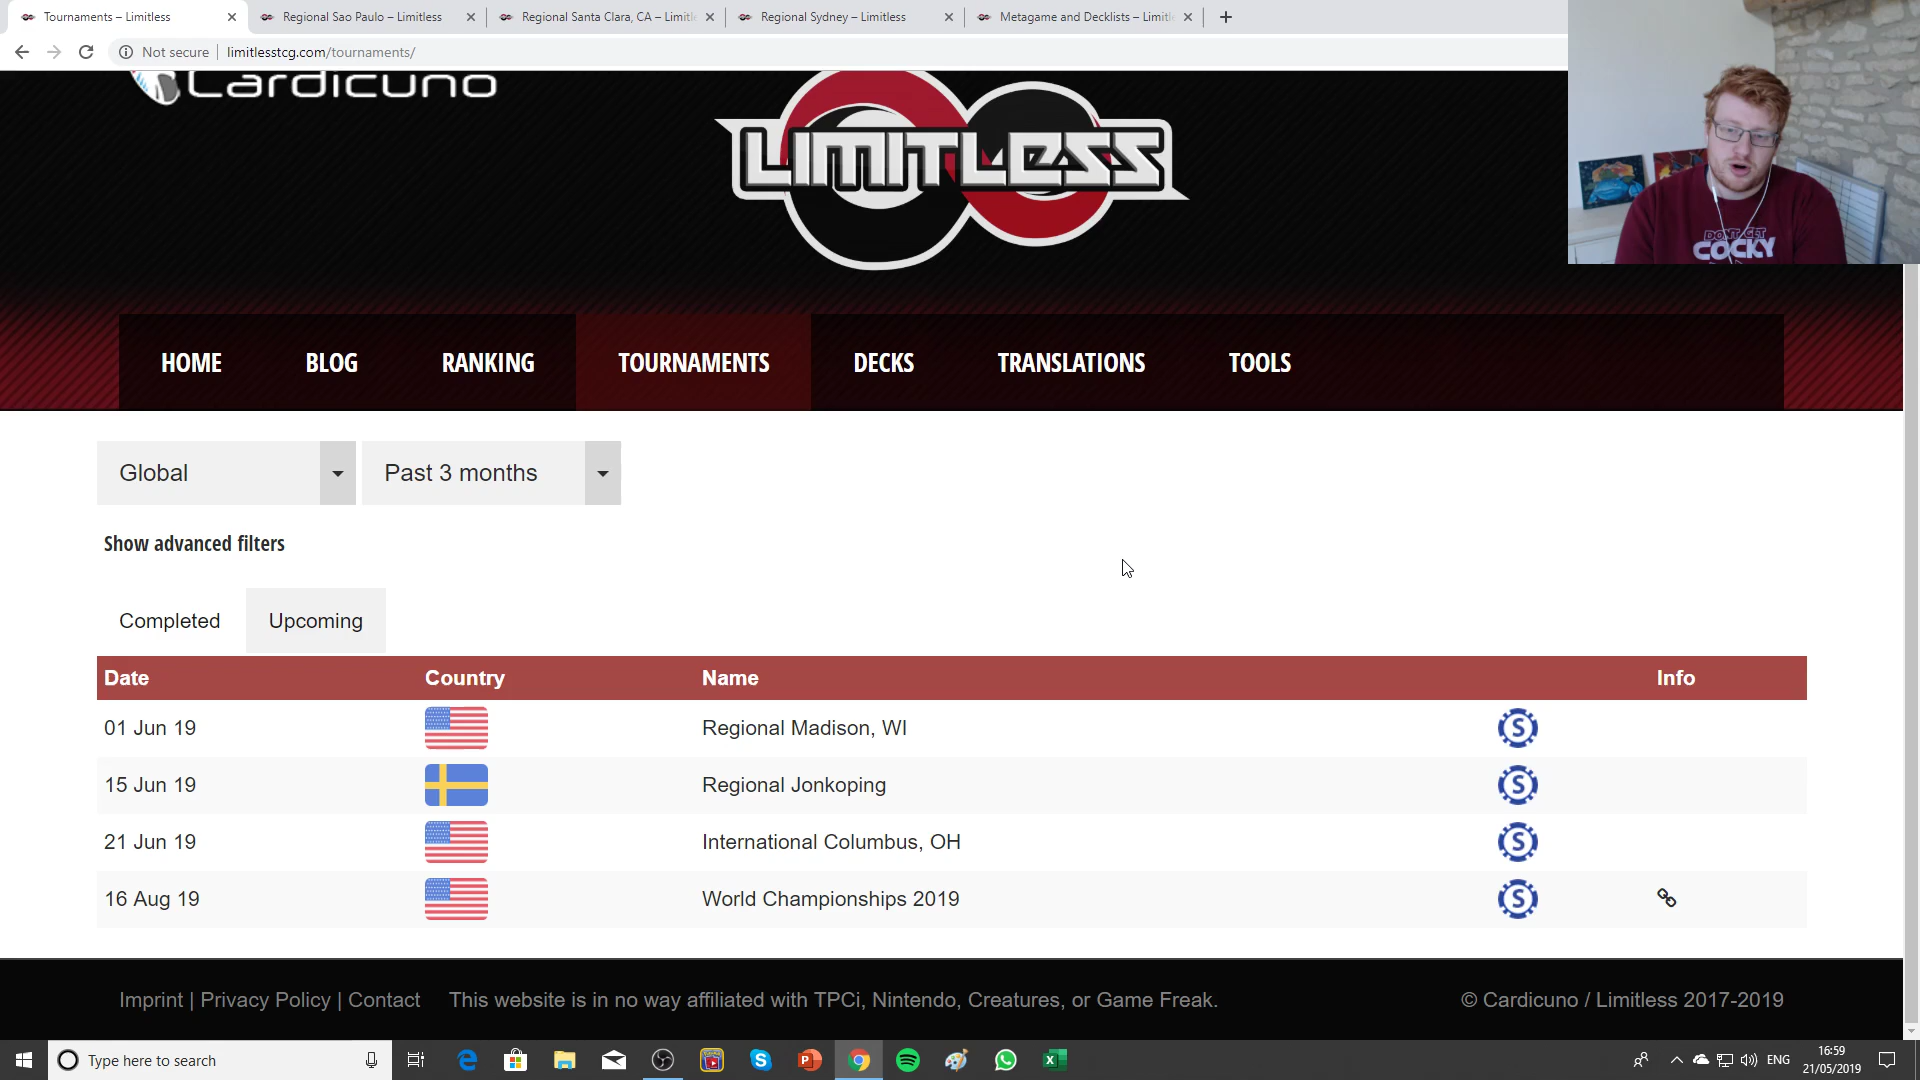 Tournaments – Limitless
Regional Sao Paulo – Limitless
Regional Santa Clara, CA – Limitl
Regional Sydney – Limitless
Metagame and Decklists – Limitl
Not secure
limitlesstcg.com/tournaments/
Cardicuno
LIMITLESS
DON'T GET
COCKY
HOME
BLOG
RANKING
TOURNAMENTS
DECKS
TRANSLATIONS
TOOLS
Global
Past 3 months
Show advanced filters
Completed
Upcoming
Date Country Name Info
01 Jun 19 Regional Madison, WI S
15 Jun 19 Regional Jonkoping S
21 Jun 19 International Columbus, OH S
16 Aug 19 World Championships 2019 S
Imprint | Privacy Policy | Contact This website is in no way affiliated with TPCi, Nintendo, Creatures, or Game Freak. © Cardicuno / Limitless 2017-2019
Type here to search
ENG
16:59
21/05/2019